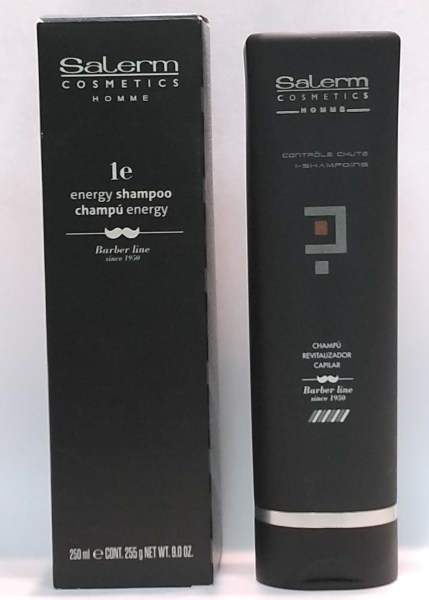 Salerm
COSMETICS
HOMME
1e
energy shampoo
champú energy
Barber line
since 1950
250 ml e CONT. 255 g NET WT. 9.0 OZ.
Salerm
COSMETICS
HOMME
CONTRÔLE CHUTE
1-SHAMPOING
CHAMPÚ
REVITALIZADOR
CAPILAR
Barber line
since 1950